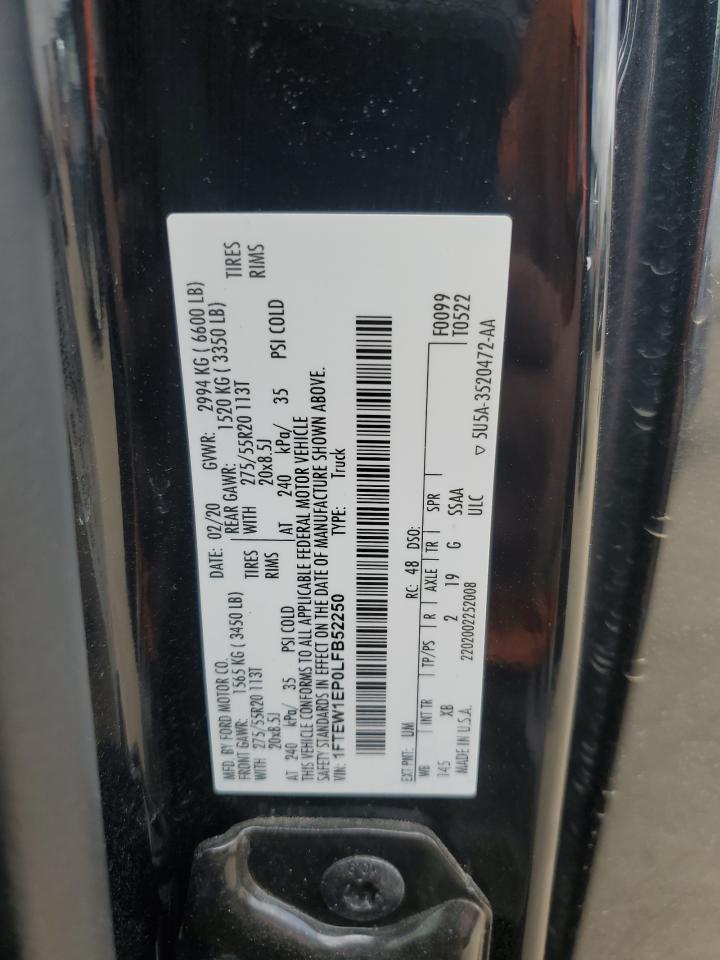 MFD. BY FORD MOTOR CO. DATE: 02/20 GVWR: 2994 KG ( 6600 LB)
FRONT GAWR: 1565 KG ( 3450 LB) REAR GAWR: 1520 KG ( 3350 LB)
WITH 275/55R20 113T TIRES WITH 275/55R20 113T TIRES
20x8.5J RIMS 20x8.5J RIMS
AT 240 kPa/ 35 PSI COLD AT 240 kPa/ 35 PSI COLD
THIS VEHICLE CONFORMS TO ALL APPLICABLE FEDERAL MOTOR VEHICLE
SAFETY STANDARDS IN EFFECT ON THE DATE OF MANUFACTURE SHOWN ABOVE.
VIN: 1FTEW1EP0LFB52250 TYPE: Truck
EXT PNT: UM RC: 48 DSO: F0099
WB INT TR TP/PS R AXLE TR SPR T0522
145 XB 2 19 G SSAA
MADE IN U.S.A. 2202002252008 ULC ▽ 5U5A-3520472-AA